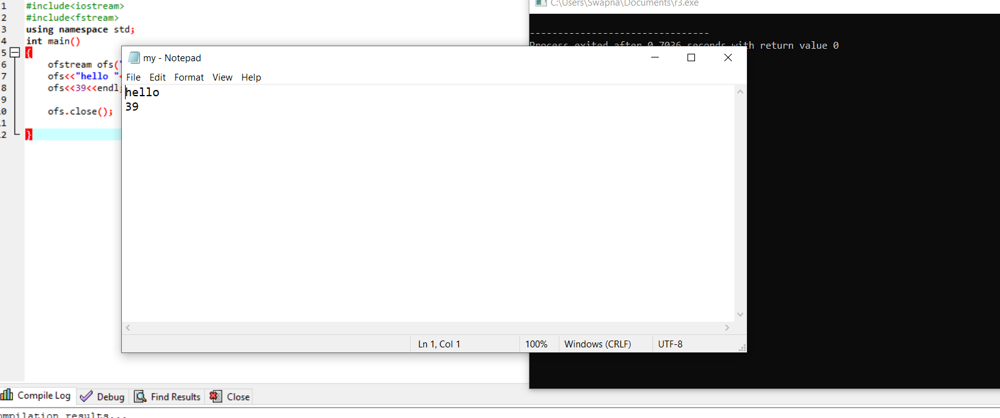 1 #include<iostream>
2 #include<fstream>
3 using namespace std;
4 int main()
5 {
6 ofstream ofs("
7 ofs<<"hello "<
8 ofs<<39<<endl;
9
0 ofs.close();
.1
.2 }
C:\Users\Swapna\Documents\r3.exe
--------------------------------
Process exited after 0.7036 seconds with return value 0
my - Notepad
File Edit Format View Help
hello
39
Ln 1, Col 1 100% Windows (CRLF) UTF-8
Compile Log Debug Find Results Close
ompilation results...